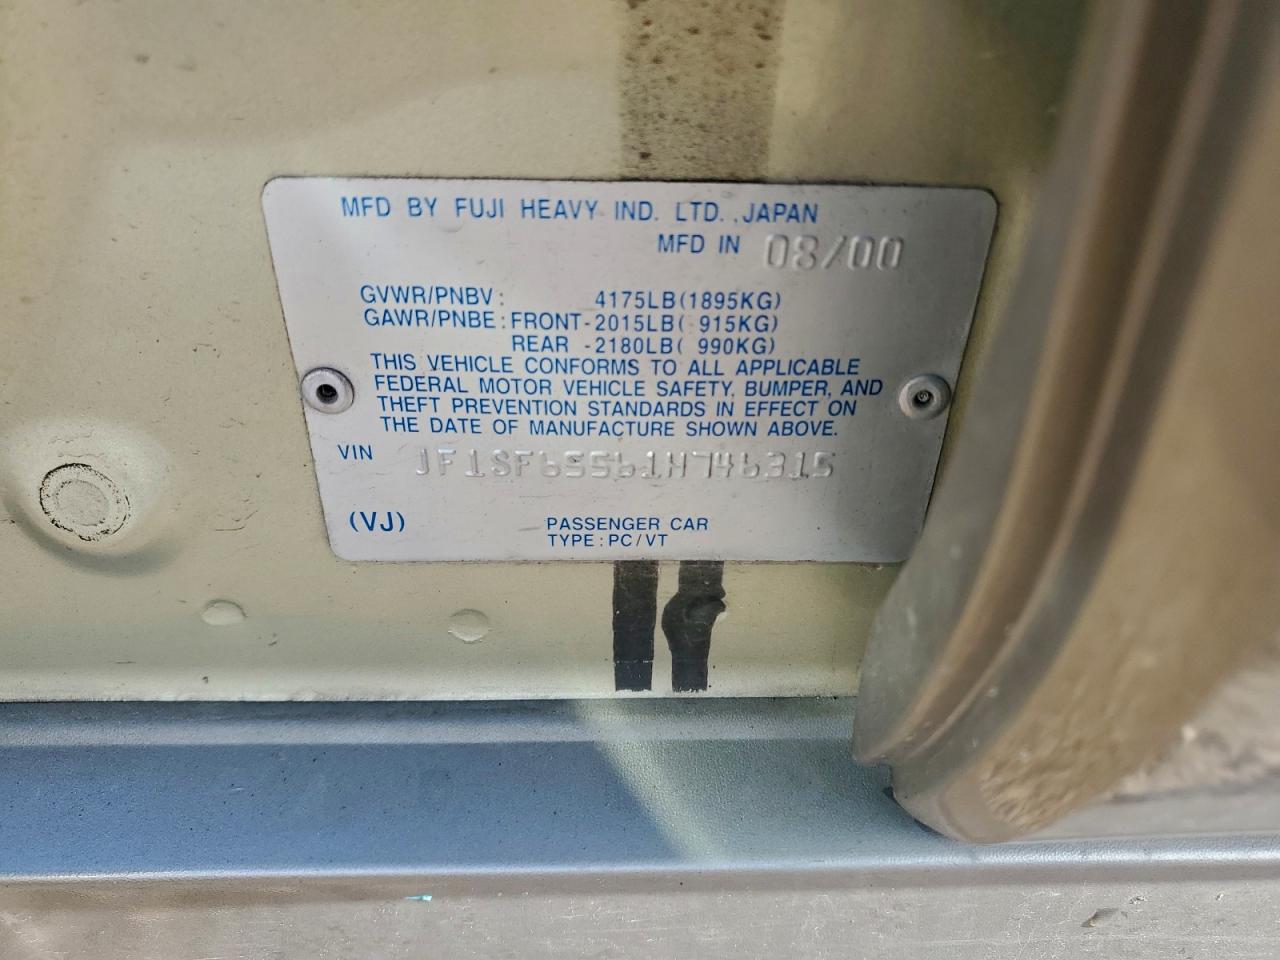 MFD BY FUJI HEAVY IND. LTD. ,JAPAN
MFD IN 08/00
GVWR/PNBV: 4175LB(1895KG)
GAWR/PNBE: FRONT-2015LB( 915KG)
REAR -2180LB( 990KG)
THIS VEHICLE CONFORMS TO ALL APPLICABLE
FEDERAL MOTOR VEHICLE SAFETY, BUMPER, AND
THEFT PREVENTION STANDARDS IN EFFECT ON
THE DATE OF MANUFACTURE SHOWN ABOVE.
VIN JF1SF65561H746315
(VJ) PASSENGER CAR
TYPE: PC/VT